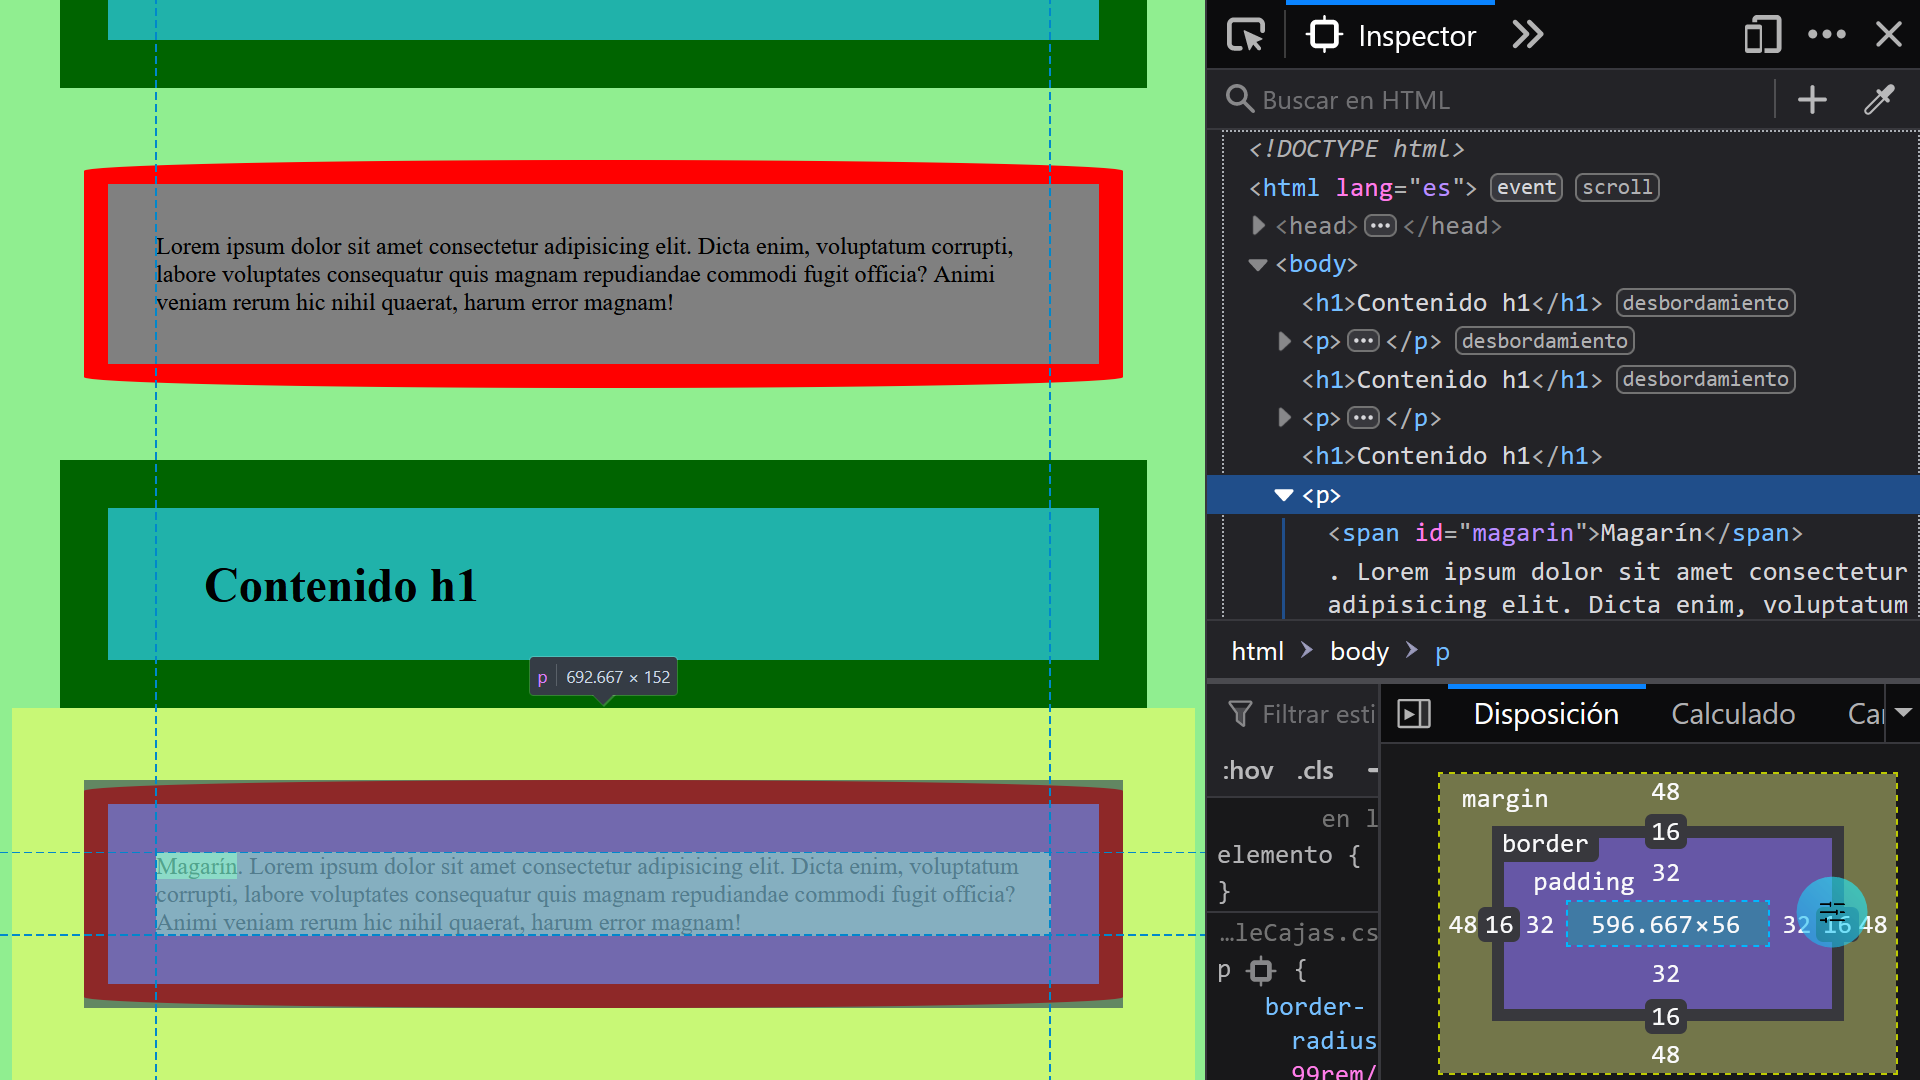 Lorem ipsum dolor sit amet consectetur adipisicing elit. Dicta enim, voluptatum corrupti,
labore voluptates consequatur quis magnam repudiandae commodi fugit officia? Animi
veniam rerum hic nihil quaerat, harum error magnam!
Contenido h1
p 692.667 × 152
Magarín. Lorem ipsum dolor sit amet consectetur adipisicing elit. Dicta enim, voluptatum
corrupti, labore voluptates consequatur quis magnam repudiandae commodi fugit officia?
Animi veniam rerum hic nihil quaerat, harum error magnam!
Inspector
Buscar en HTML
<!DOCTYPE html>
<html lang="es"> event scroll
<head> ••• </head>
<body>
<h1>Contenido h1</h1> desbordamiento
<p> ••• </p> desbordamiento
<h1>Contenido h1</h1> desbordamiento
<p> ••• </p>
<h1>Contenido h1</h1>
<p>
<span id="magarin">Magarín</span>
. Lorem ipsum dolor sit amet consectetur
adipisicing elit. Dicta enim, voluptatum
html > body > p
Filtrar esti
:hov .cls
en l
elemento {
}
…leCajas.cs
p {
border-
radius
99rem/
Disposición Calculado Ca
margin 48
border 16
padding 32
48 16 32 596.667×56 32 16 48
32
16
48